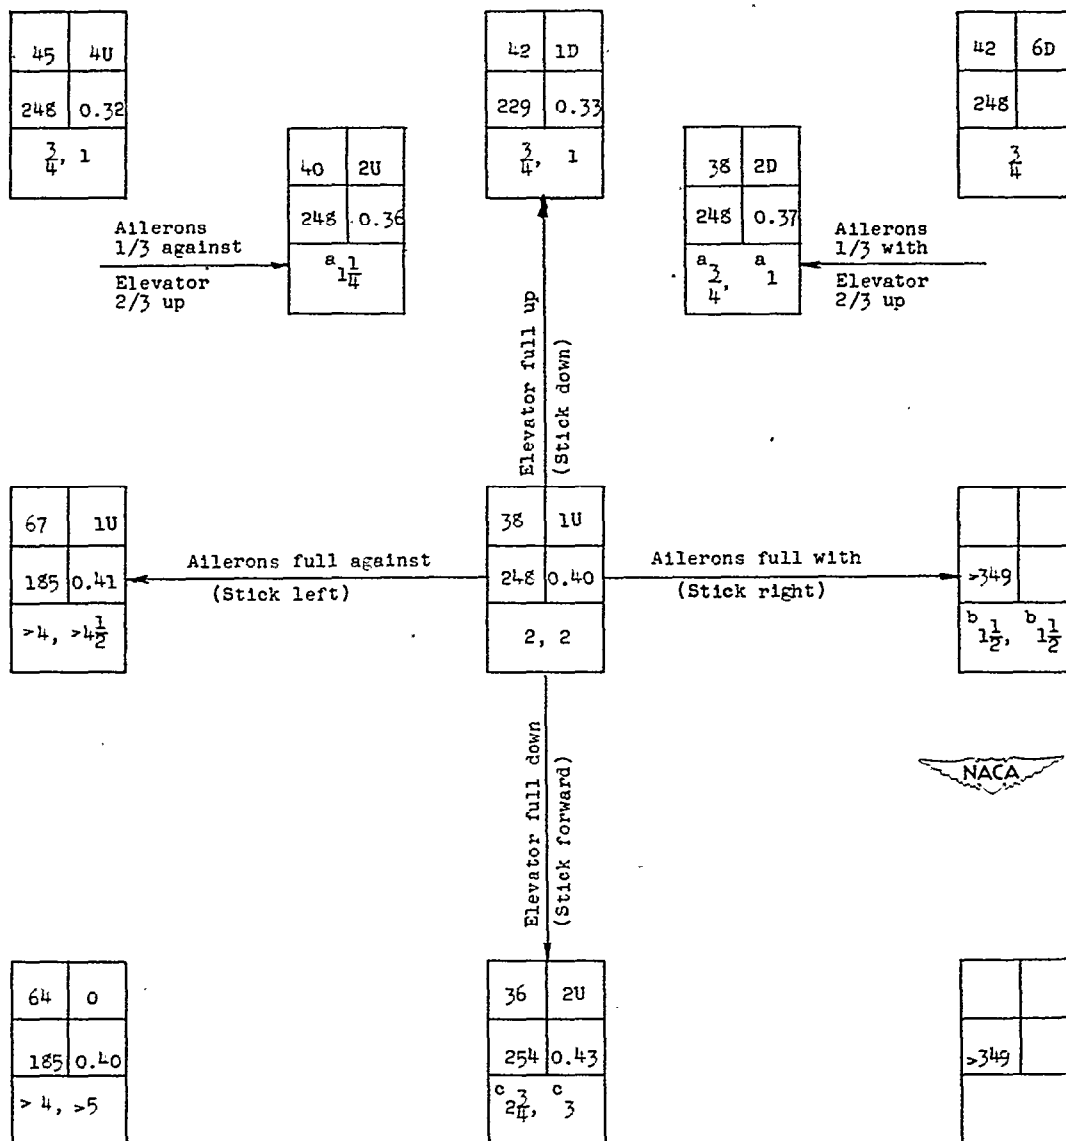 45 4U
248 0.32
3/4, 1
42 1D
229 0.33
3/4, 1
42 6D
248
3/4
40 2U
248 0.36
a 1 1/4
38 2D
248 0.37
a 3/4, a 1
Ailerons
1/3 against
Elevator
2/3 up
Ailerons
1/3 with
Elevator
2/3 up
Elevator full up
(Stick down)
67 1U
185 0.41
>4, >4 1/2
Ailerons full against
(Stick left)
38 1U
248 0.40
2, 2
Ailerons full with
(Stick right)
>349
b 1 1/2, b 1 1/2
Elevator full down
(Stick forward)
NACA
64 0
185 0.40
> 4, >5
36 2U
254 0.43
c 2 3/4, c 3
>349